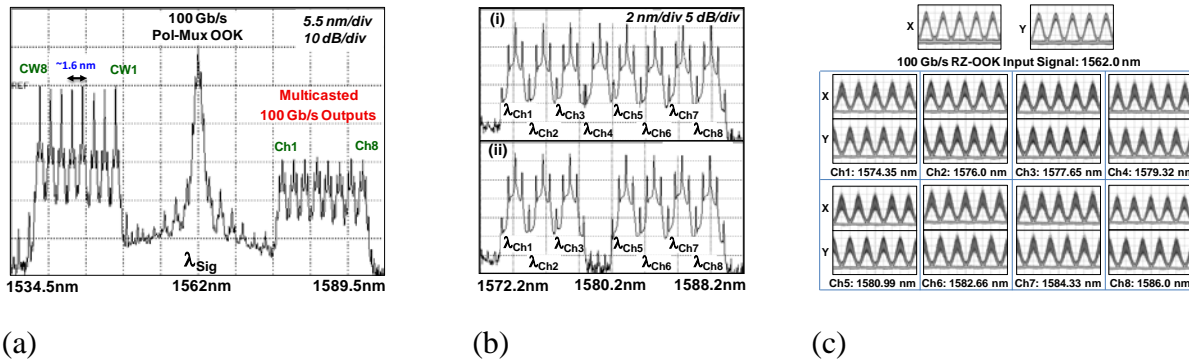 100 Gb/s
Pol-Mux OOK
5.5 nm/div
10 dB/div
CW8
~1.6 nm
CW1
REF
Multicasted
100 Gb/s Outputs
Ch1
Ch8
λSig
1534.5nm
1562nm
1589.5nm
(a)
(i)
2 nm/div 5 dB/div
λCh1
λCh3
λCh5
λCh7
λCh2
λCh4
λCh6
λCh8
(ii)
λCh1
λCh3
λCh5
λCh7
λCh2
λCh6
λCh8
1572.2nm
1580.2nm
1588.2nm
(b)
X
Y
100 Gb/s RZ-OOK Input Signal: 1562.0 nm
X
Y
Ch1: 1574.35 nm
Ch2: 1576.0 nm
Ch3: 1577.65 nm
Ch4: 1579.32 nm
X
Y
Ch5: 1580.99 nm
Ch6: 1582.66 nm
Ch7: 1584.33 nm
Ch8: 1586.0 nm
(c)